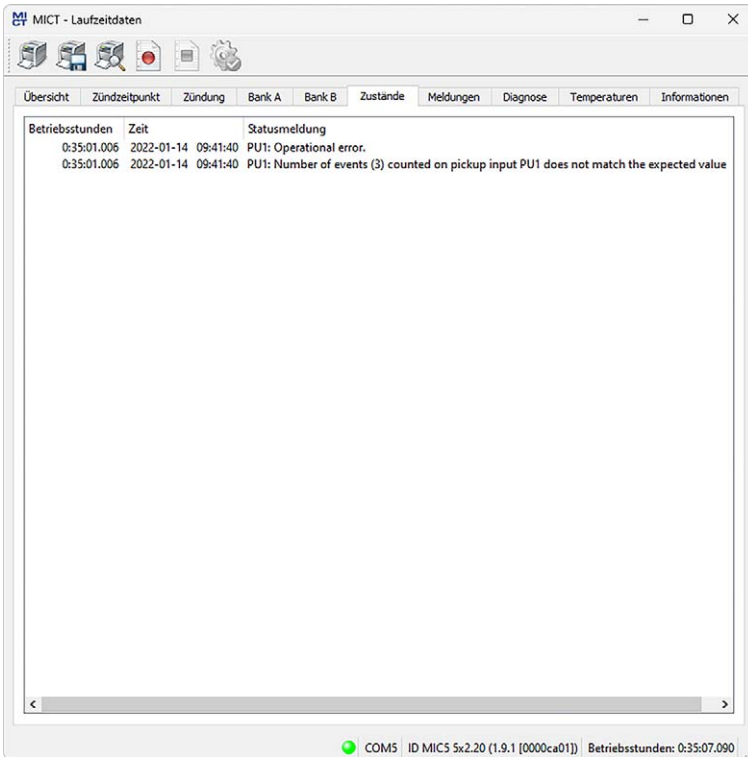 MICT - Laufzeitdaten
Übersicht Zündzeitpunkt Zündung Bank A Bank B Zustände Meldungen Diagnose Temperaturen Informationen
Betriebsstunden Zeit Statusmeldung
0:35:01.006 2022-01-14 09:41:40 PU1: Operational error.
0:35:01.006 2022-01-14 09:41:40 PU1: Number of events (3) counted on pickup input PU1 does not match the expected value
COM5 ID MIC5 5x2.20 (1.9.1 [0000ca01]) Betriebsstunden: 0:35:07.090